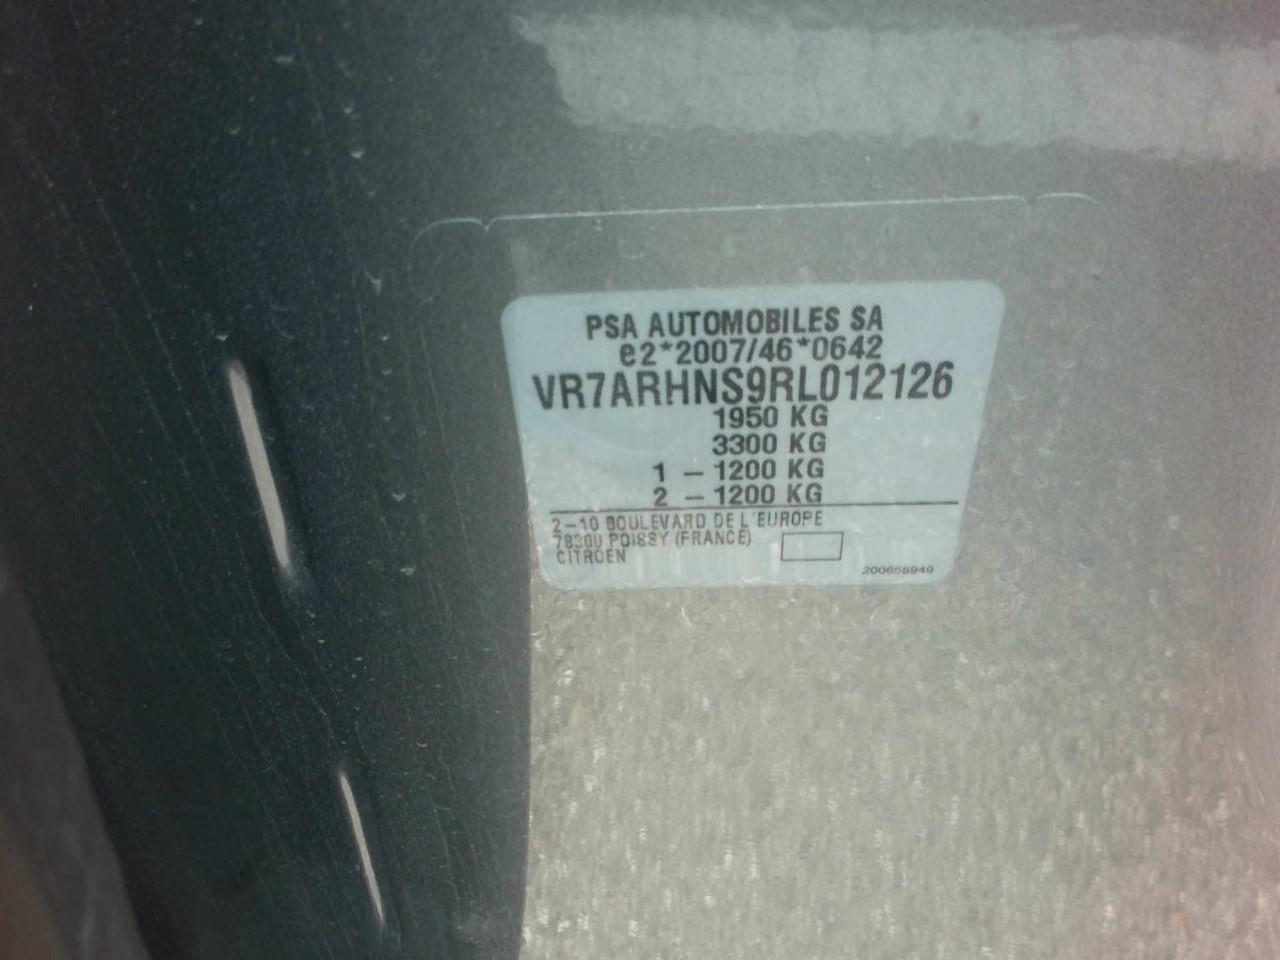 PSA AUTOMOBILES SA
e2*2007/46*0642
VR7ARHNS9RL012126
1950 KG
3300 KG
1 – 1200 KG
2 – 1200 KG
2–10 BOULEVARD DE L'EUROPE
78300 POISSY (FRANCE)
CITROEN
200658949